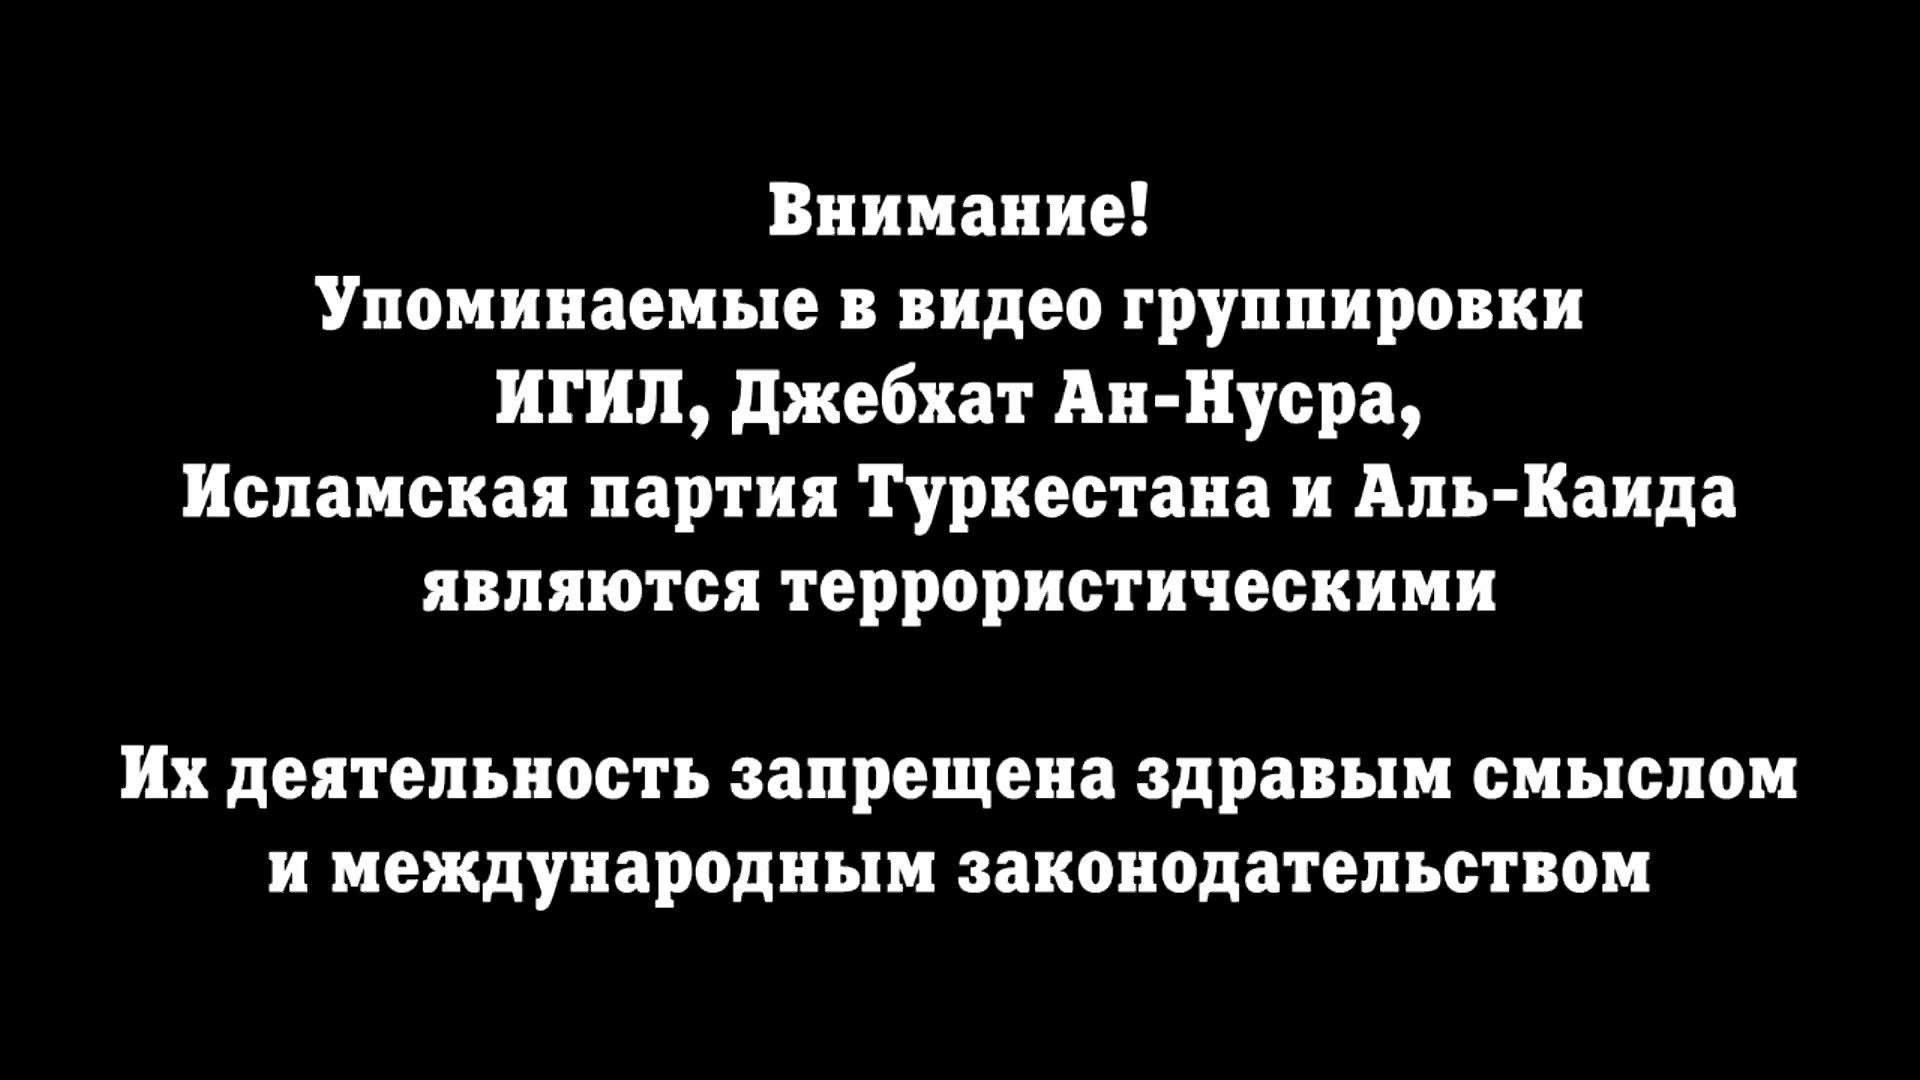 Внимание!
Упоминаемые в видео группировки
ИГИЛ, Джебхат Ан-Нусра,
Исламская партия Туркестана и Аль-Каида
являются террористическими
Их деятельность запрещена здравым смыслом
и международным законодательством